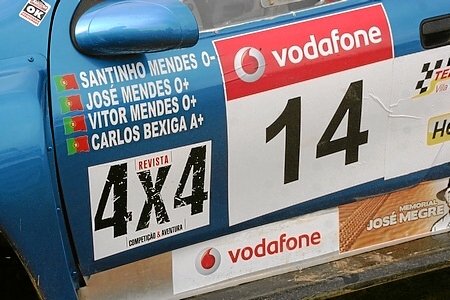 OK
SANTINHO MENDES O-
JOSÉ MENDES O+
VITOR MENDES O+
CARLOS BEXIGA A+
vodafone
14
REVISTA
4X4
COMPETIÇÃO & AVENTURA
vodafone
MEMORIAL
JOSÉ MEGRE